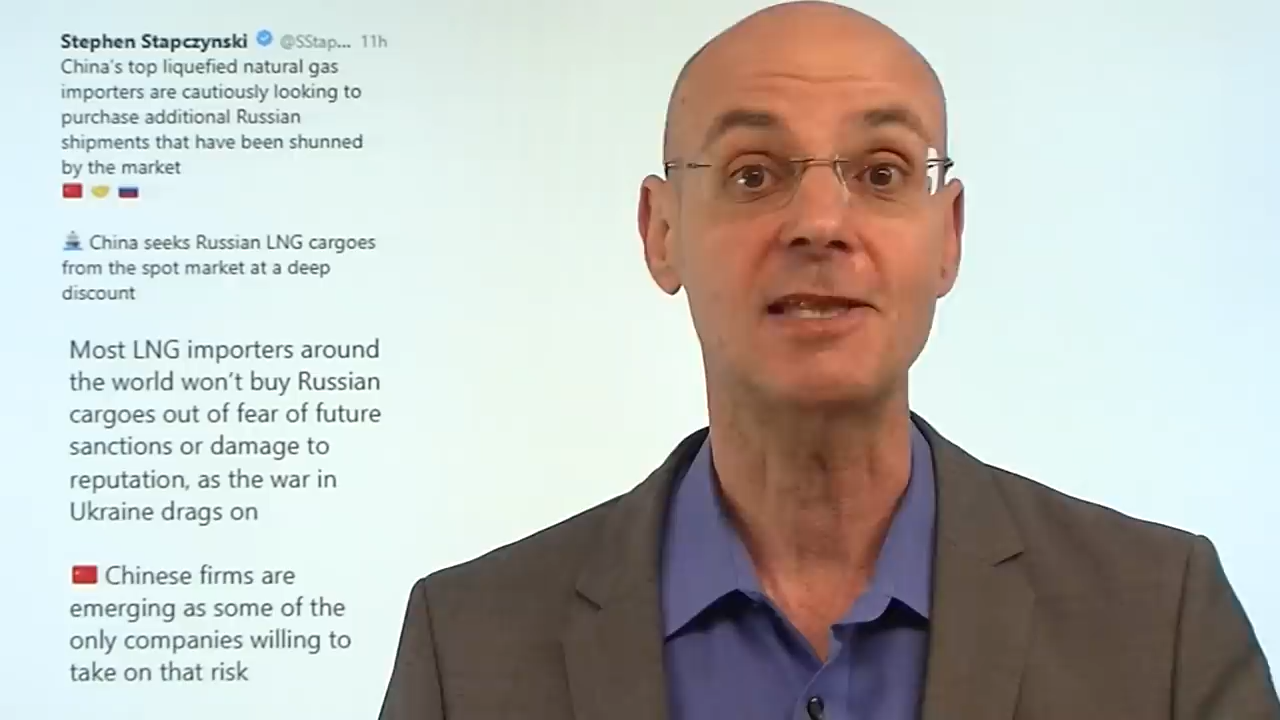 Stephen Stapczynski @SStap... 11h
China's top liquefied natural gas
importers are cautiously looking to
purchase additional Russian
shipments that have been shunned
by the market
China seeks Russian LNG cargoes
from the spot market at a deep
discount
Most LNG importers around
the world won't buy Russian
cargoes out of fear of future
sanctions or damage to
reputation, as the war in
Ukraine drags on
Chinese firms are
emerging as some of the
only companies willing to
take on that risk